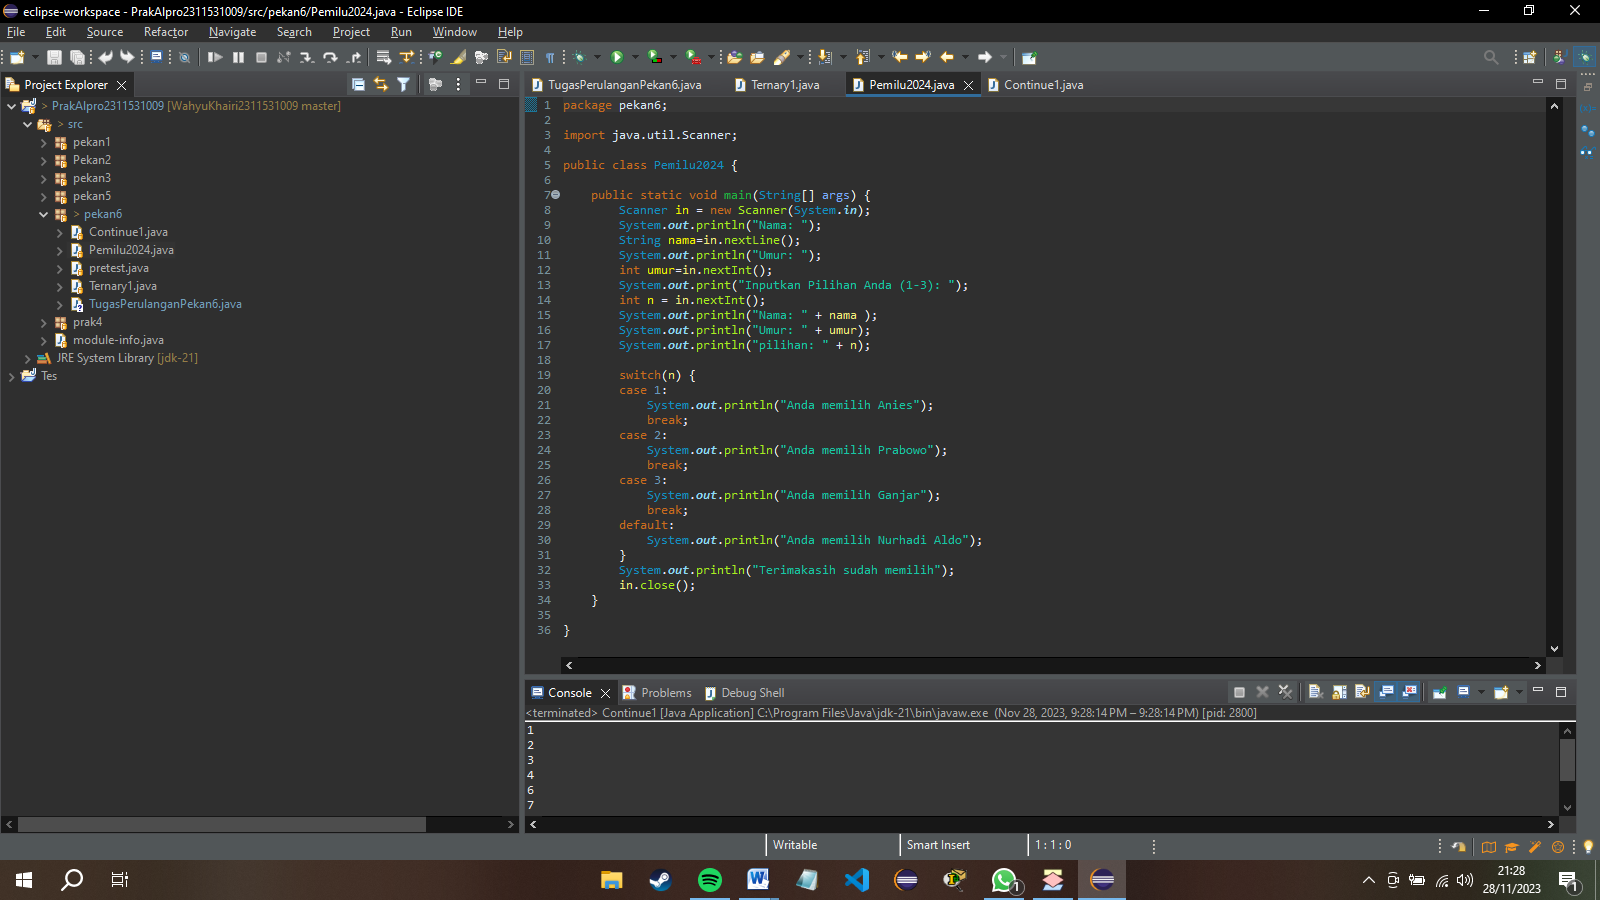 eclipse-workspace - PrakAlpro2311531009/src/pekan6/Pemilu2024.java - Eclipse IDE
File Edit Source Refactor Navigate Search Project Run Window Help
Project Explorer
> PrakAlpro2311531009 [WahyuKhairi2311531009 master]
> src
pekan1
Pekan2
pekan3
pekan5
> pekan6
Continue1.java
Pemilu2024.java
pretest.java
Ternary1.java
TugasPerulanganPekan6.java
prak4
module-info.java
JRE System Library [jdk-21]
Tes
TugasPerulanganPekan6.java Ternary1.java Pemilu2024.java Continue1.java
1 package pekan6;
2
3 import java.util.Scanner;
4
5 public class Pemilu2024 {
6
7 public static void main(String[] args) {
8 Scanner in = new Scanner(System.in);
9 System.out.println("Nama: ");
10 String nama=in.nextLine();
11 System.out.println("Umur: ");
12 int umur=in.nextInt();
13 System.out.print("Inputkan Pilihan Anda (1-3): ");
14 int n = in.nextInt();
15 System.out.println("Nama: " + nama );
16 System.out.println("Umur: " + umur);
17 System.out.println("pilihan: " + n);
18
19 switch(n) {
20 case 1:
21 System.out.println("Anda memilih Anies");
22 break;
23 case 2:
24 System.out.println("Anda memilih Prabowo");
25 break;
26 case 3:
27 System.out.println("Anda memilih Ganjar");
28 break;
29 default:
30 System.out.println("Anda memilih Nurhadi Aldo");
31 }
32 System.out.println("Terimakasih sudah memilih");
33 in.close();
34 }
35
36 }
Console Problems Debug Shell
<terminated> Continue1 [Java Application] C:\Program Files\Java\jdk-21\bin\javaw.exe (Nov 28, 2023, 9:28:14 PM – 9:28:14 PM) [pid: 2800]
1
2
3
4
6
7
Writable Smart Insert 1 : 1 : 0
21:28
28/11/2023
1
1